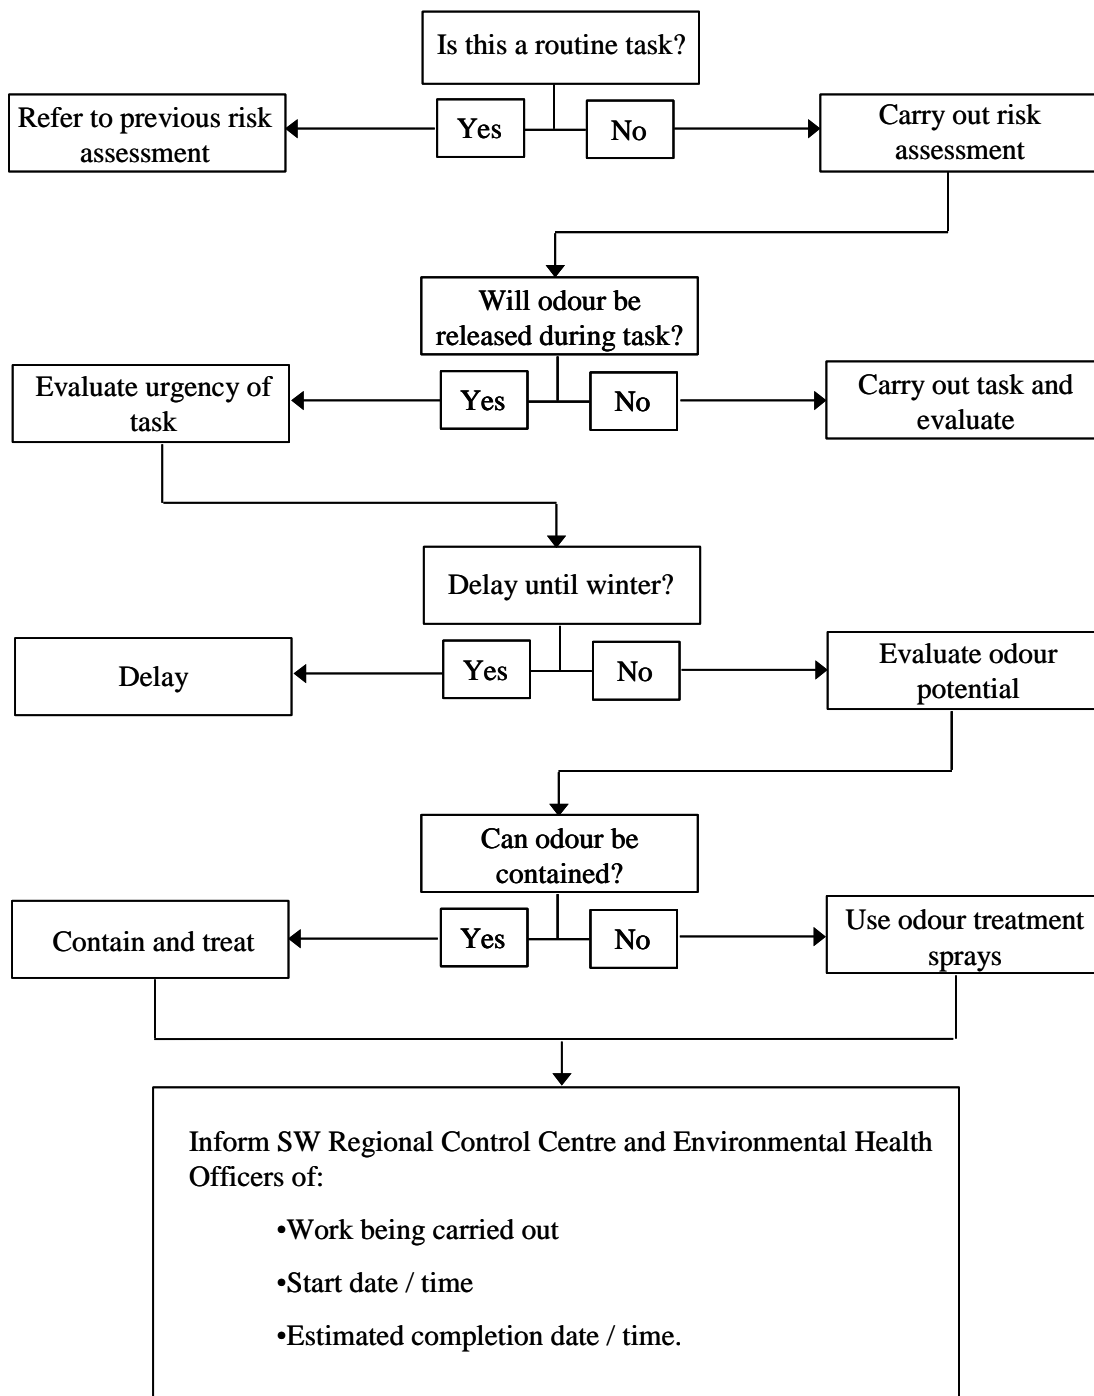 Is this a routine task?
Refer to previous risk
assessment
Yes
No
Carry out risk
assessment
Will odour be
released during task?
Evaluate urgency of
task
Yes
No
Carry out task and
evaluate
Delay until winter?
Delay
Yes
No
Evaluate odour
potential
Can odour be
contained?
Contain and treat
Yes
No
Use odour treatment
sprays
Inform SW Regional Control Centre and Environmental Health
Officers of:
•Work being carried out
•Start date / time
•Estimated completion date / time.